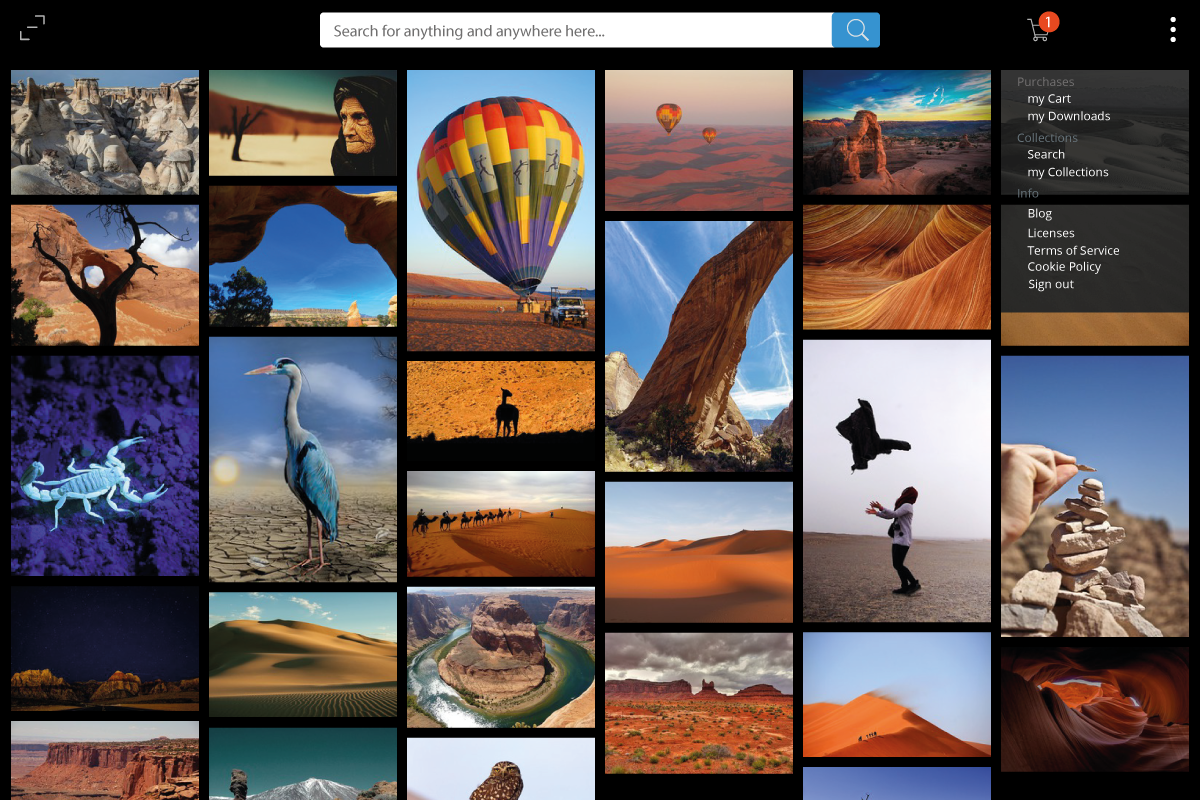 Search for anything and anywhere here...
1
Purchases
my Cart
my Downloads
Collections
Search
my Collections
Info
Blog
Licenses
Terms of Service
Cookie Policy
Sign out